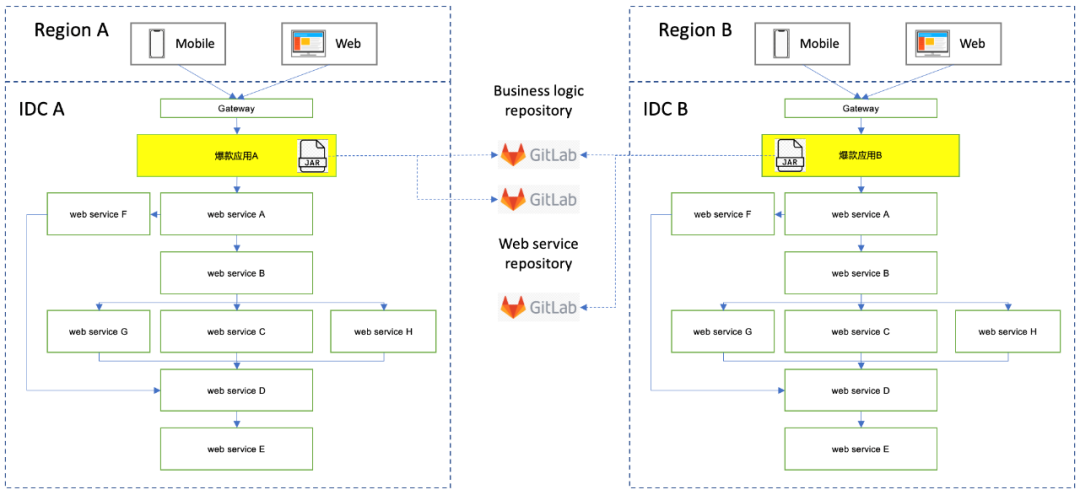 Region A
Mobile
Web
IDC A
Gateway
爆款应用A
JAR
web service F
web service A
web service B
web service G
web service C
web service H
web service D
web service E
Business logic
repository
GitLab
GitLab
Web service
repository
GitLab
Region B
Mobile
Web
IDC B
Gateway
JAR
爆款应用B
web service F
web service A
web service B
web service G
web service C
web service H
web service D
web service E